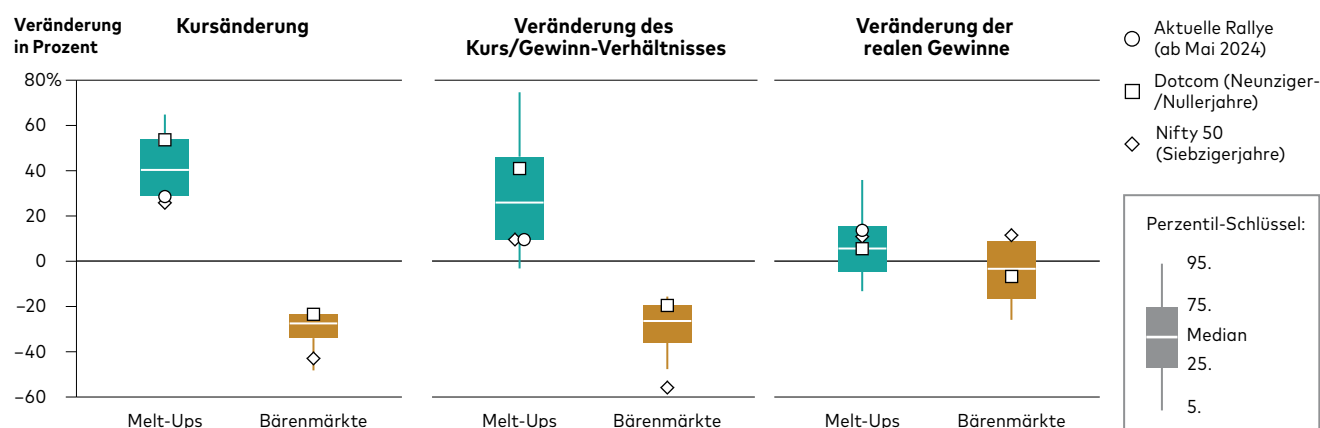 Veränderung
in Prozent
Kursänderung
Veränderung des
Kurs/Gewinn-Verhältnisses
Veränderung der
realen Gewinne
80%
60
40
20
0
–20
–40
–60
Melt-Ups
Bärenmärkte
Melt-Ups
Bärenmärkte
Melt-Ups
Bärenmärkte
Aktuelle Rallye
(ab Mai 2024)
Dotcom (Neunziger-
/Nullerjahre)
Nifty 50
(Siebzigerjahre)
Perzentil-Schlüssel:
95.
75.
Median
25.
5.